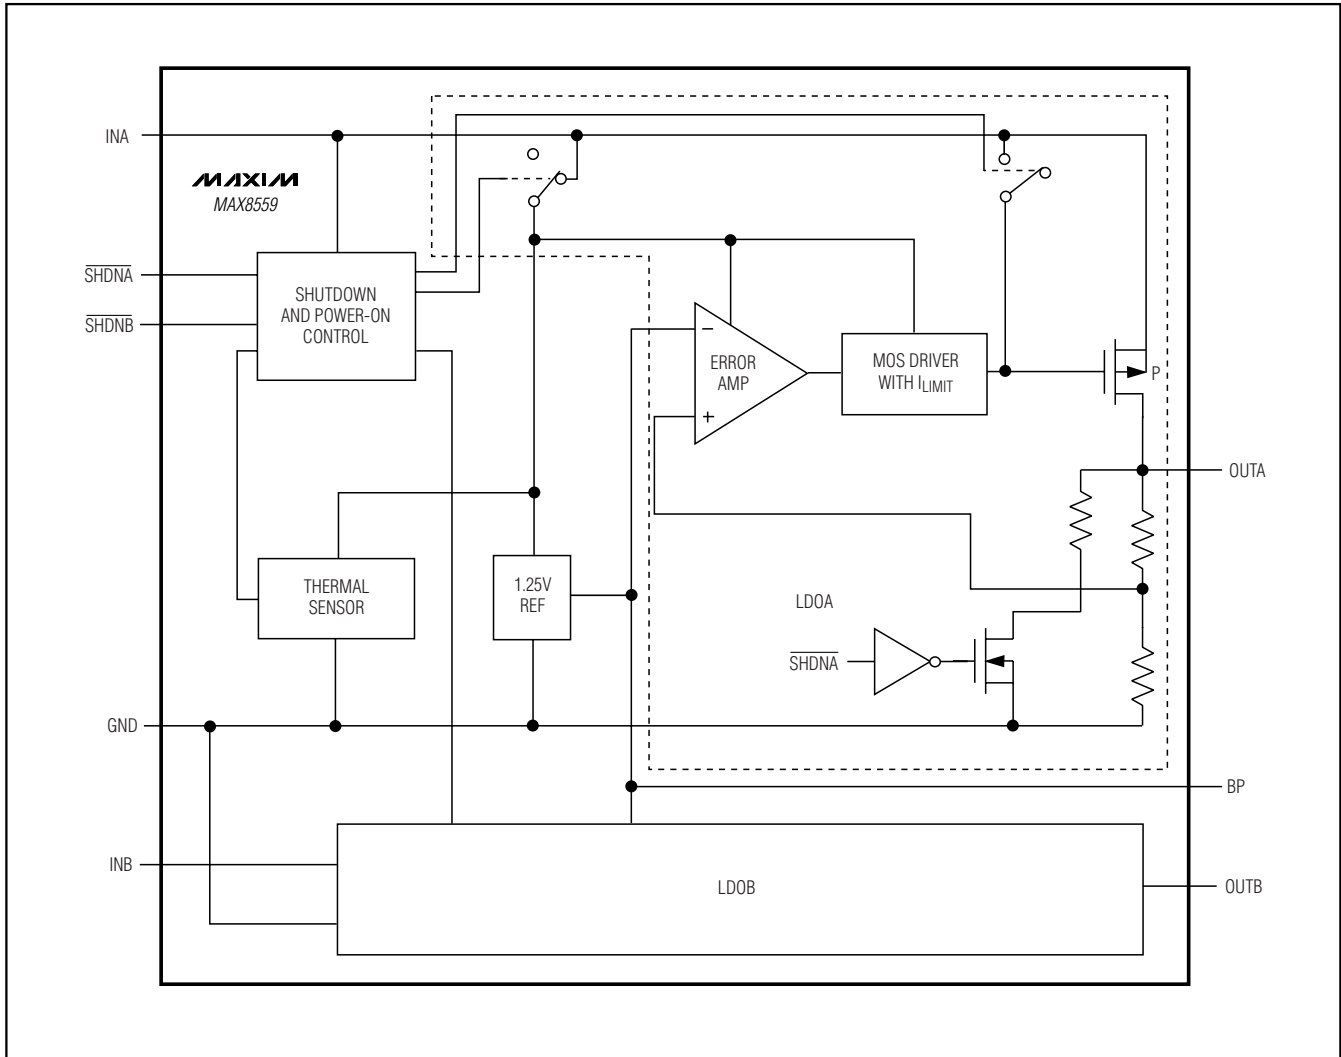 INA
MAXIM
MAX8559
SHDNA
SHDNB
SHUTDOWN
AND POWER-ON
CONTROL
ERROR
AMP
−
+
MOS DRIVER
WITH ILIMIT
P
OUTA
THERMAL
SENSOR
1.25V
REF
LDOA
SHDNA
GND
BP
INB
LDOB
OUTB